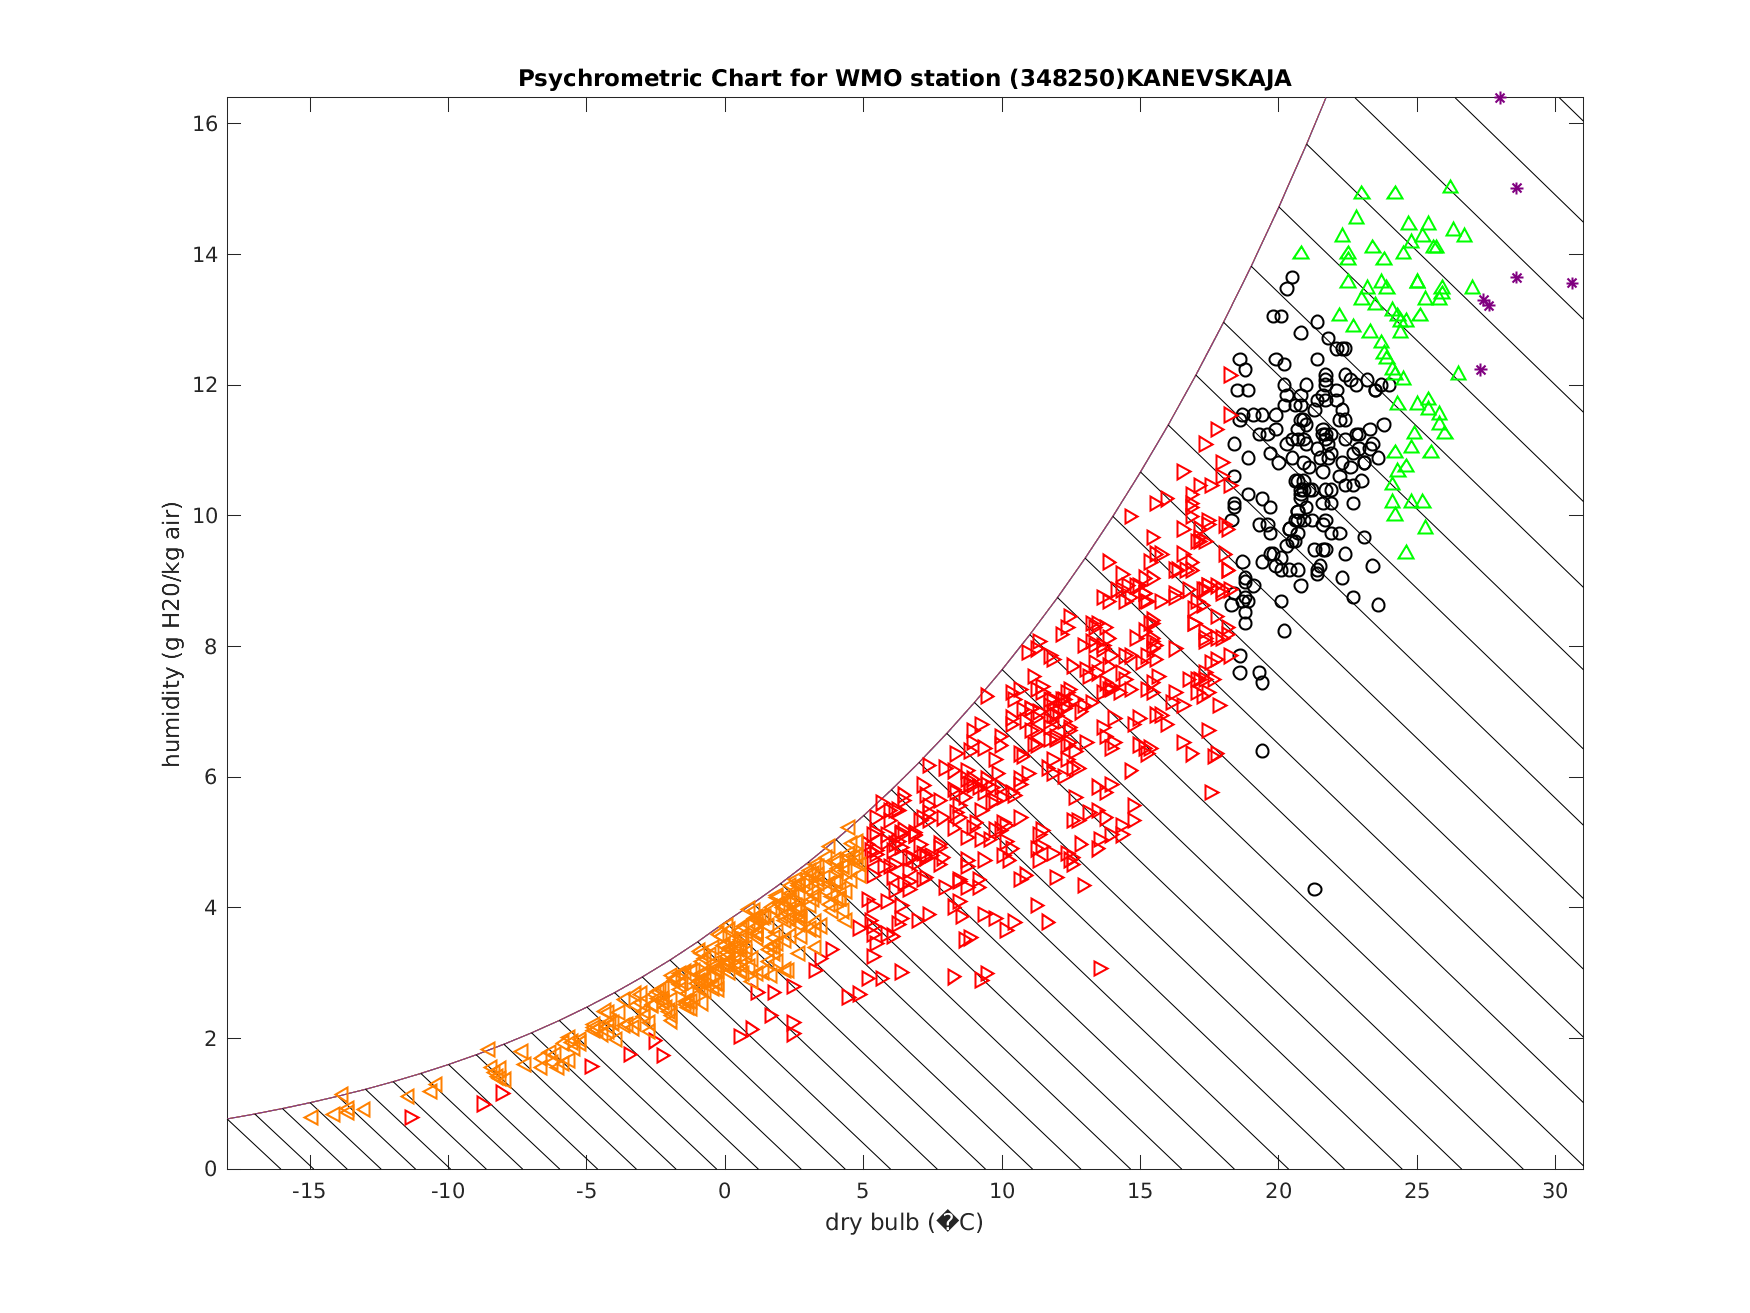 Psychrometric Chart for WMO station (348250)KANEVSKAJA
humidity (g H20/kg air)
16
14
12
10
8
6
4
2
0
-15 -10 -5 0 5 10 15 20 25 30
dry bulb (�C)